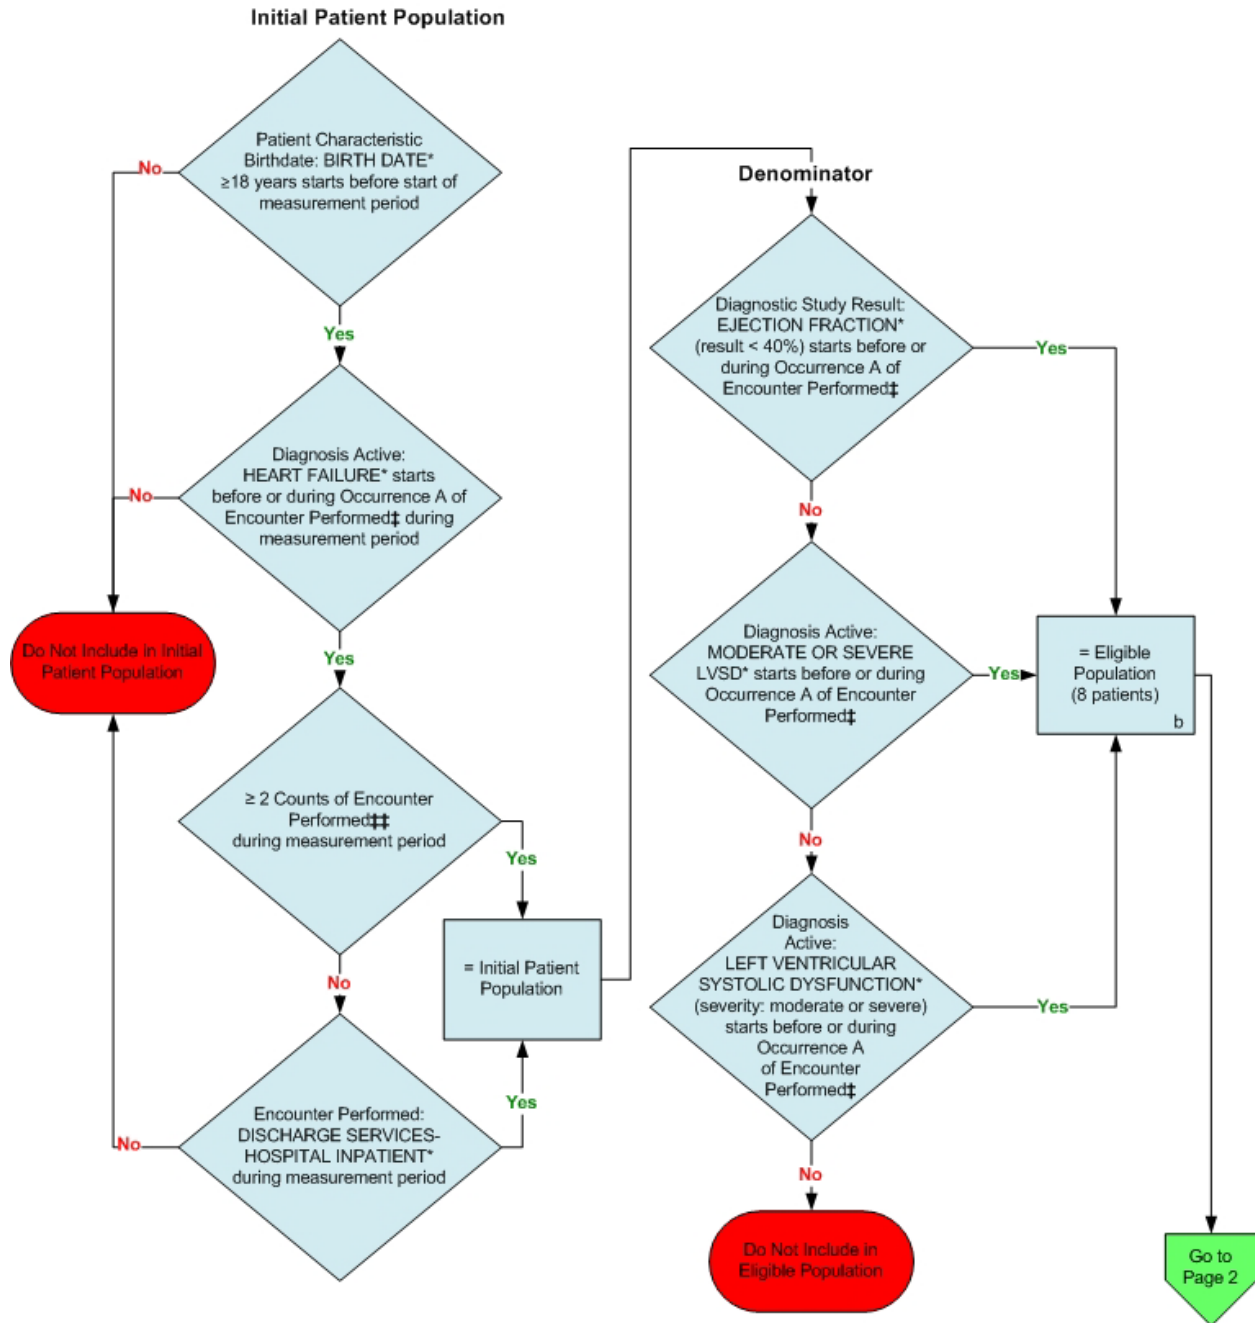 Initial Patient Population
Patient Characteristic
Birthdate: BIRTH DATE*
≥18 years starts before start of
measurement period
No
Yes
Diagnosis Active:
HEART FAILURE* starts
before or during Occurrence A of
Encounter Performed‡ during
measurement period
No
Do Not Include in Initial
Patient Population
Yes
≥ 2 Counts of Encounter
Performed‡‡
during measurement period
Yes
No
= Initial Patient
Population
Encounter Performed:
DISCHARGE SERVICES-
HOSPITAL INPATIENT*
during measurement period
Yes
No
Denominator
Diagnostic Study Result:
EJECTION FRACTION*
(result < 40%) starts before or
during Occurrence A of
Encounter Performed‡
Yes
No
Diagnosis Active:
MODERATE OR SEVERE
LVSD* starts before or during
Occurrence A of Encounter
Performed‡
Yes
= Eligible
Population
(8 patients)
b
No
Diagnosis
Active:
LEFT VENTRICULAR
SYSTOLIC DYSFUNCTION*
(severity: moderate or severe)
starts before or during
Occurrence A
of Encounter
Performed‡
Yes
No
Do Not Include in
Eligible Population
Go to
Page 2